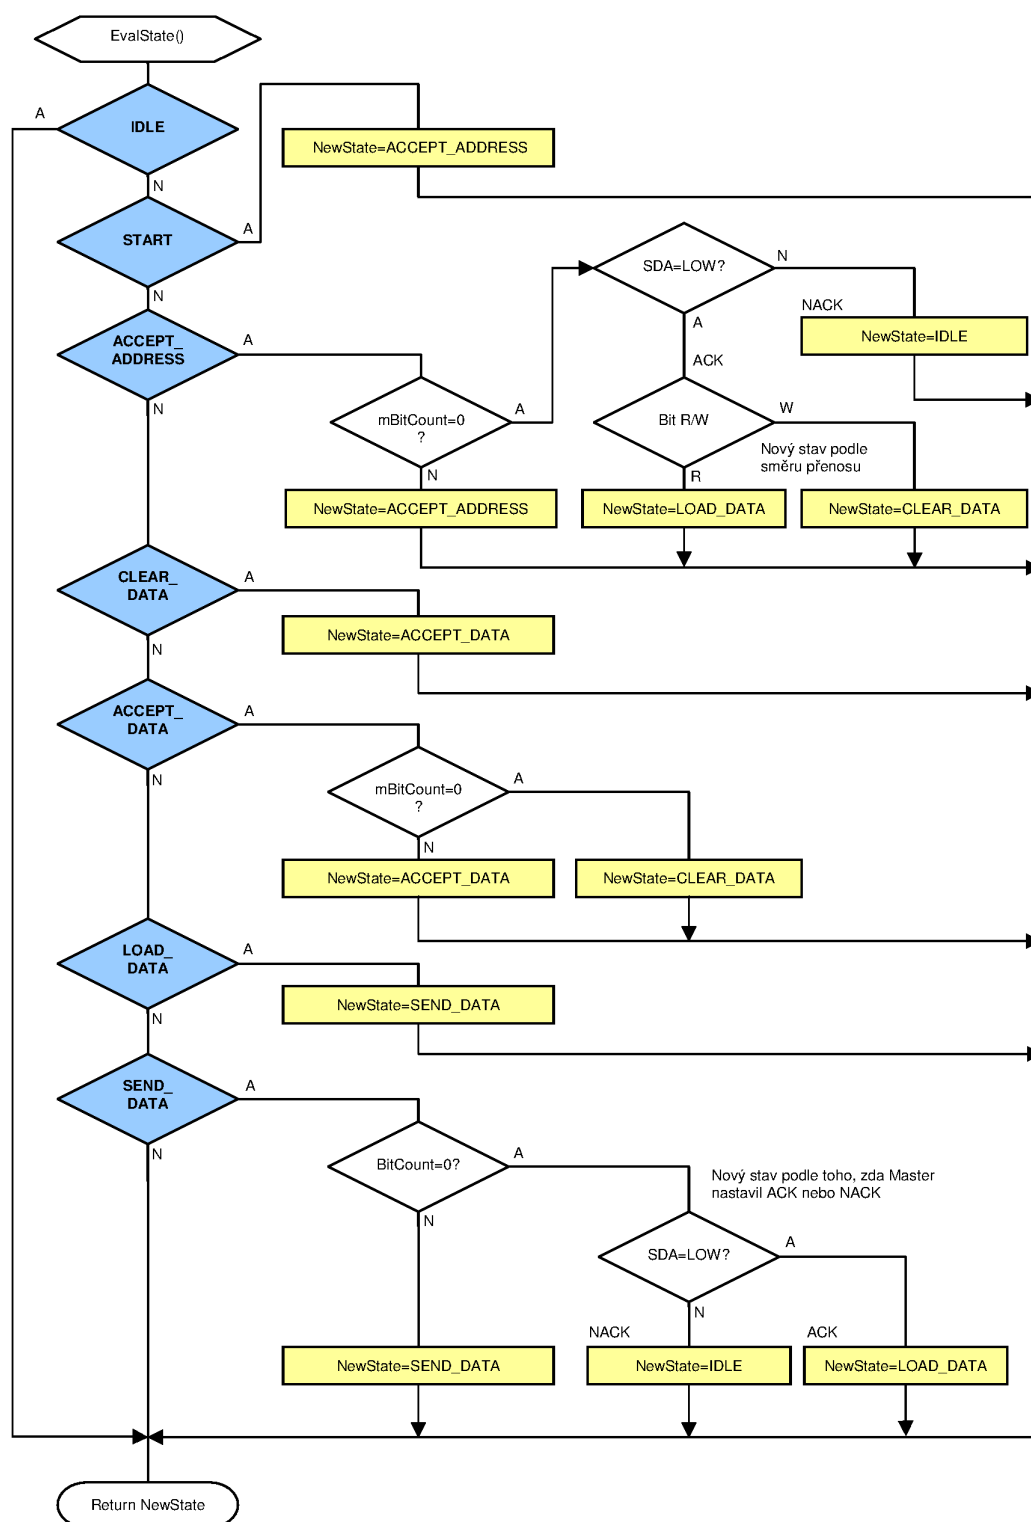 EvalState()
A
IDLE
N
NewState=ACCEPT_ADDRESS
START
A
N
SDA=LOW?
N
A
ACK
NACK
NewState=IDLE
ACCEPT_
ADDRESS
A
N
mBitCount=0
?
A
N
Bit R/W
W
R
Nový stav podle
směru přenosu
NewState=ACCEPT_ADDRESS
NewState=LOAD_DATA
NewState=CLEAR_DATA
CLEAR_
DATA
A
N
NewState=ACCEPT_DATA
ACCEPT_
DATA
A
N
mBitCount=0
?
A
N
NewState=ACCEPT_DATA
NewState=CLEAR_DATA
LOAD_
DATA
A
N
NewState=SEND_DATA
SEND_
DATA
A
N
BitCount=0?
A
N
Nový stav podle toho, zda Master
nastavil ACK nebo NACK
SDA=LOW?
A
N
NACK
ACK
NewState=SEND_DATA
NewState=IDLE
NewState=LOAD_DATA
Return NewState